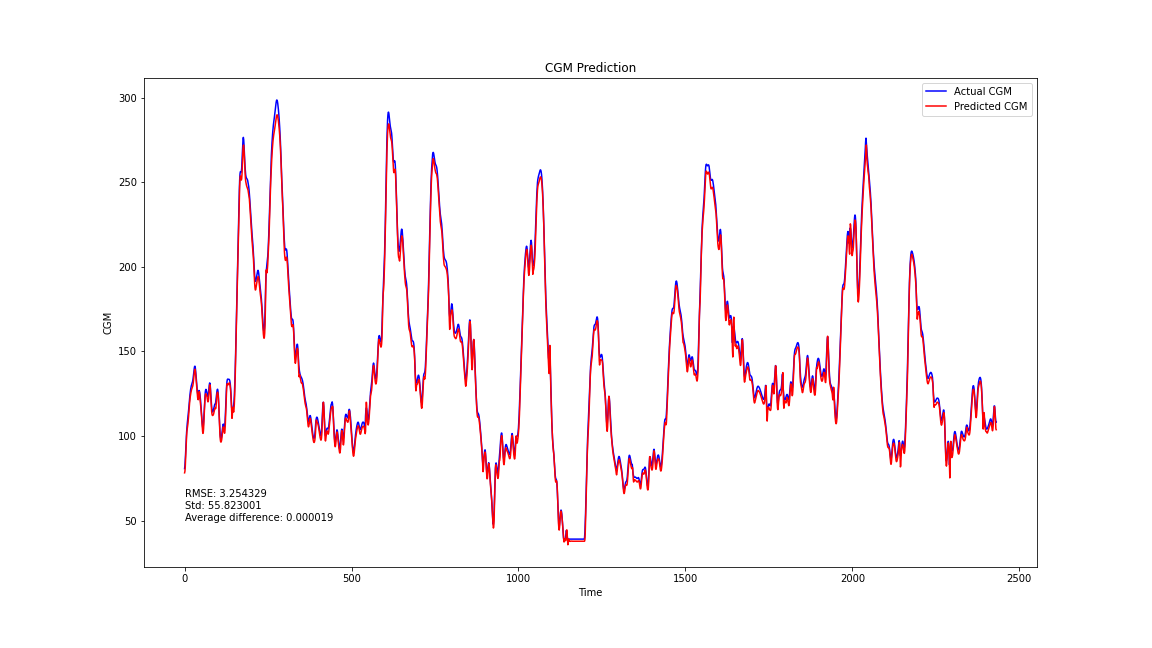 CGM Prediction
Actual CGM
Predicted CGM
300
250
200
150
100
50
CGM
RMSE: 3.254329
Std: 55.823001
Average difference: 0.000019
0
500
1000
1500
2000
2500
Time